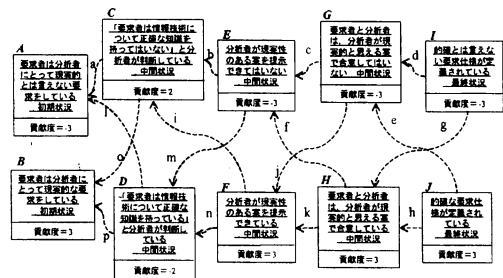 A
要求者は分析者
にとって現実的
とは言えない要
求をしている
初期状況
貢献度=-3
C
「要求者は情報技術に
ついて正確な知識を
持ってはいない」と分
析者が判断している
中間状況
貢献度=2
E
分析者が現実性
のある案を提示
できてはいない
中間状況
貢献度=-3
G
要求者と分析者
は、分析者が現
実的と思える案
で合意してはい
ない 中間状況
貢献度=-3
I
的確とは言えな
い要求仕様が定
義されている
最終状況
貢献度=-3
a
b
c
d
l
i
f
e
g
o
m
j
B
要求者は分析者に
とって現実的な要
求をしている
初期状況
貢献度=3
D
「要求者は情報技術に
ついて正確な
知識を持っている」
と分析者が判断し
ている
中間状況
貢献度=-2
F
分析者が現実性
のある案を提示
できている
中間状況
貢献度=3
H
要求者と分析者
は、分析者が現
実的と思える案
で合意している
中間状況
貢献度=3
J
的確な要求仕
様が定義されて
いる
最終状況
貢献度=3
p
n
k
h